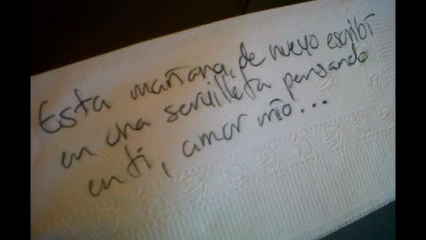 Esta mañana, de nuevo escribí
en una servilleta pensando
en ti, amor mío...